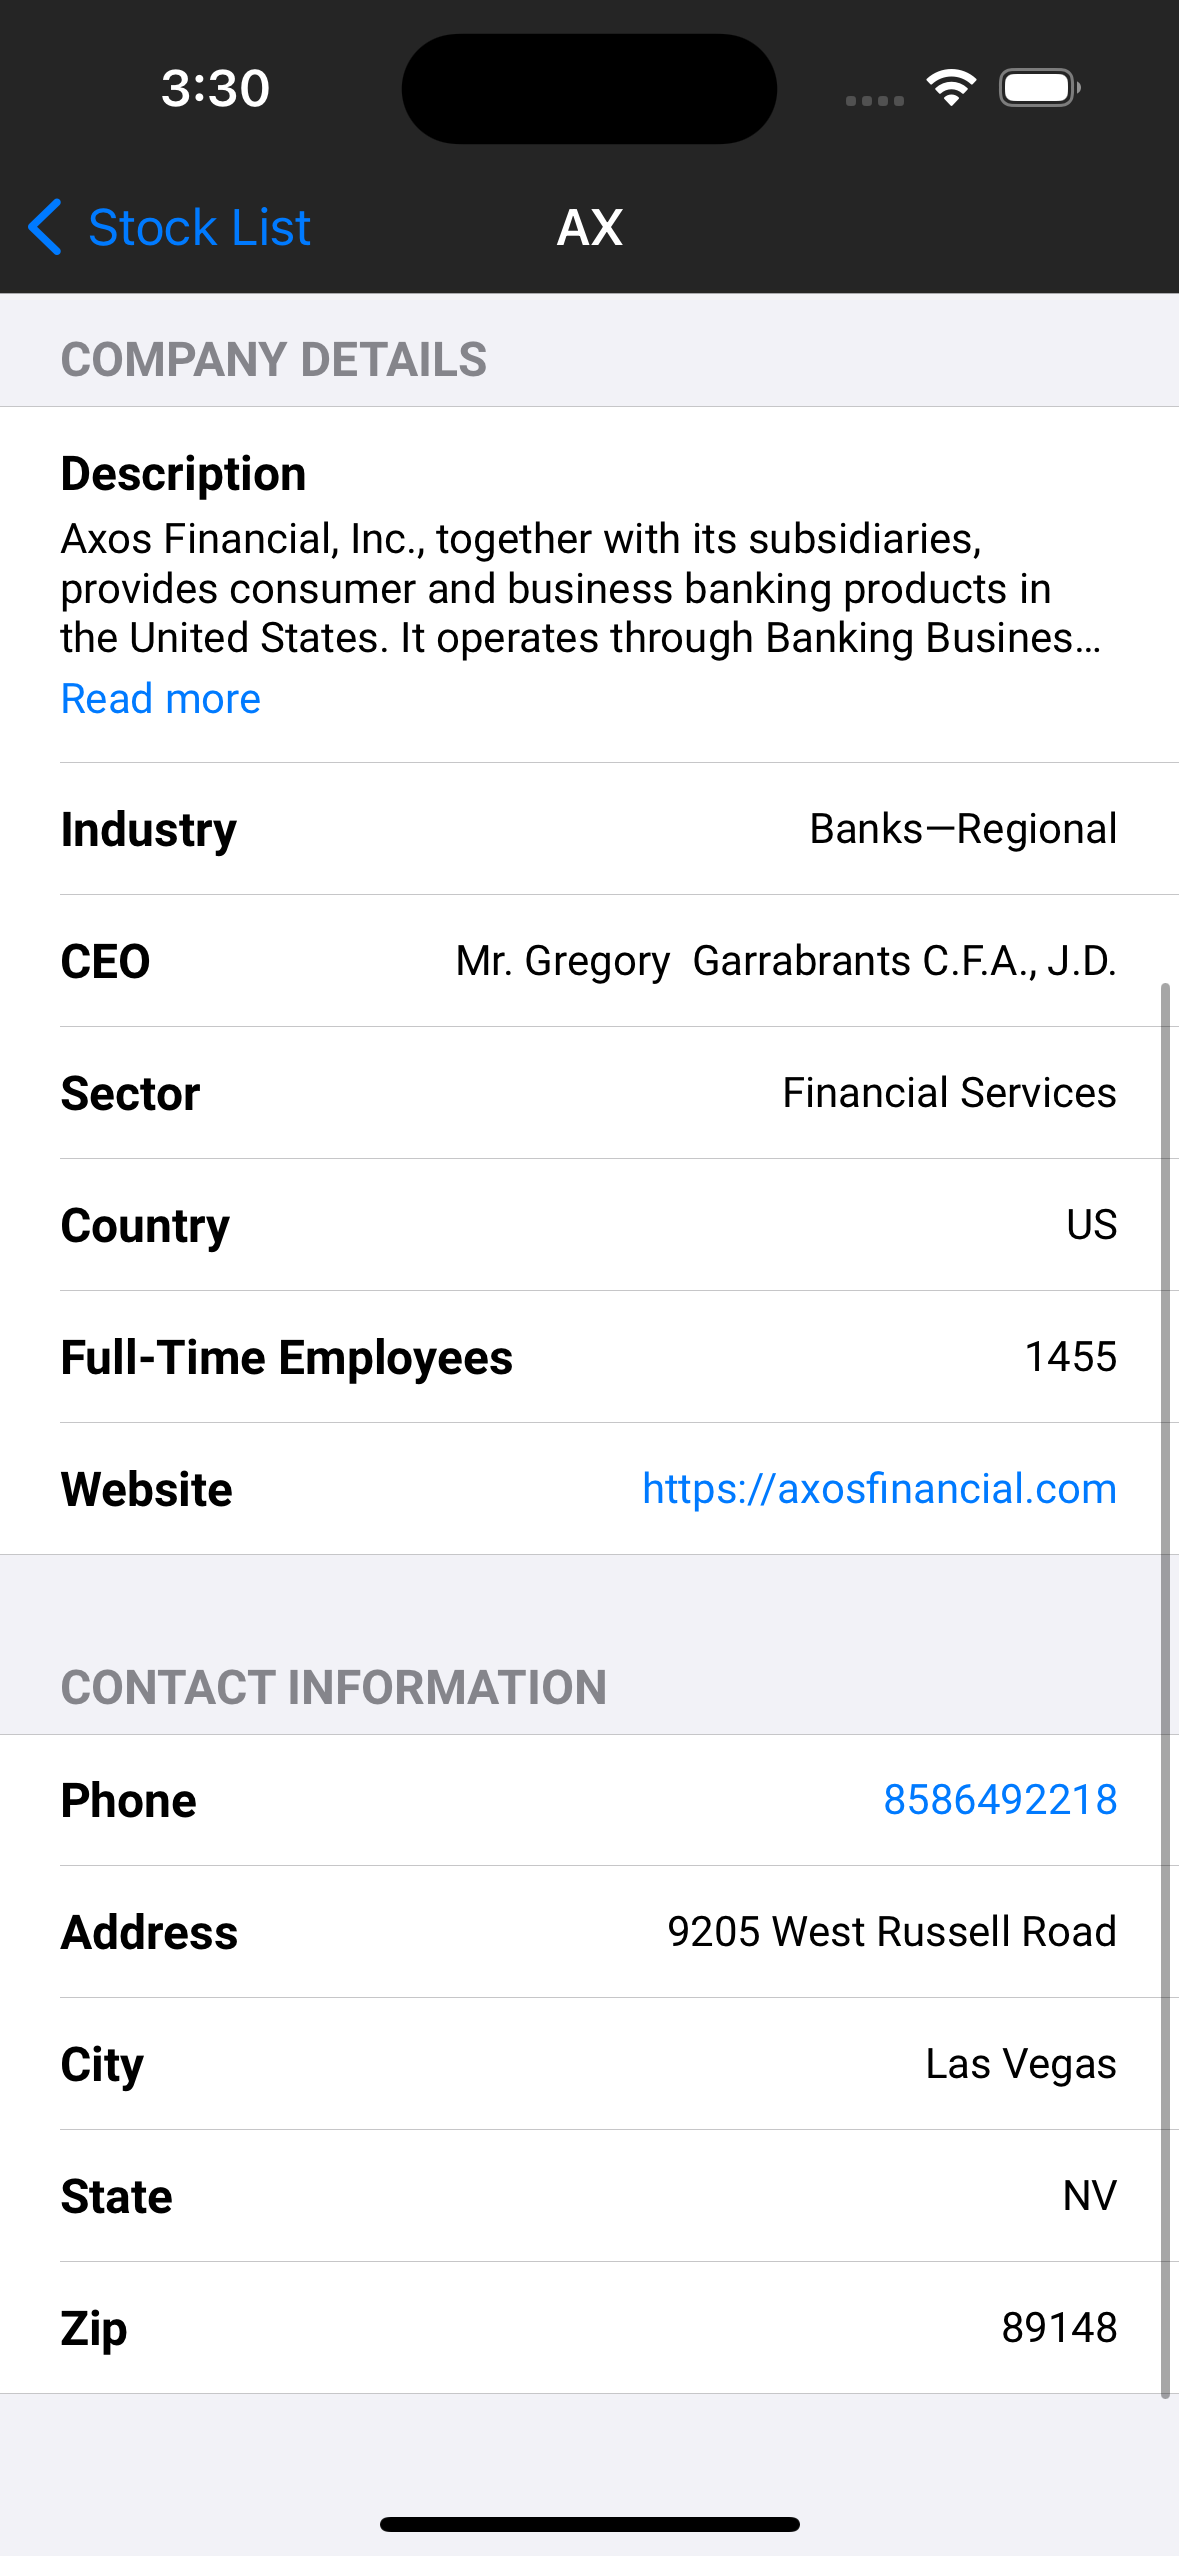 3:30
Stock List
AX
COMPANY DETAILS
Description
Axos Financial, Inc., together with its subsidiaries,
provides consumer and business banking products in
the United States. It operates through Banking Busines...
Read more
Industry Banks—Regional
CEO Mr. Gregory  Garrabrants C.F.A., J.D.
Sector Financial Services
Country US
Full-Time Employees 1455
Website https://axosfinancial.com
CONTACT INFORMATION
Phone 8586492218
Address 9205 West Russell Road
City Las Vegas
State NV
Zip 89148